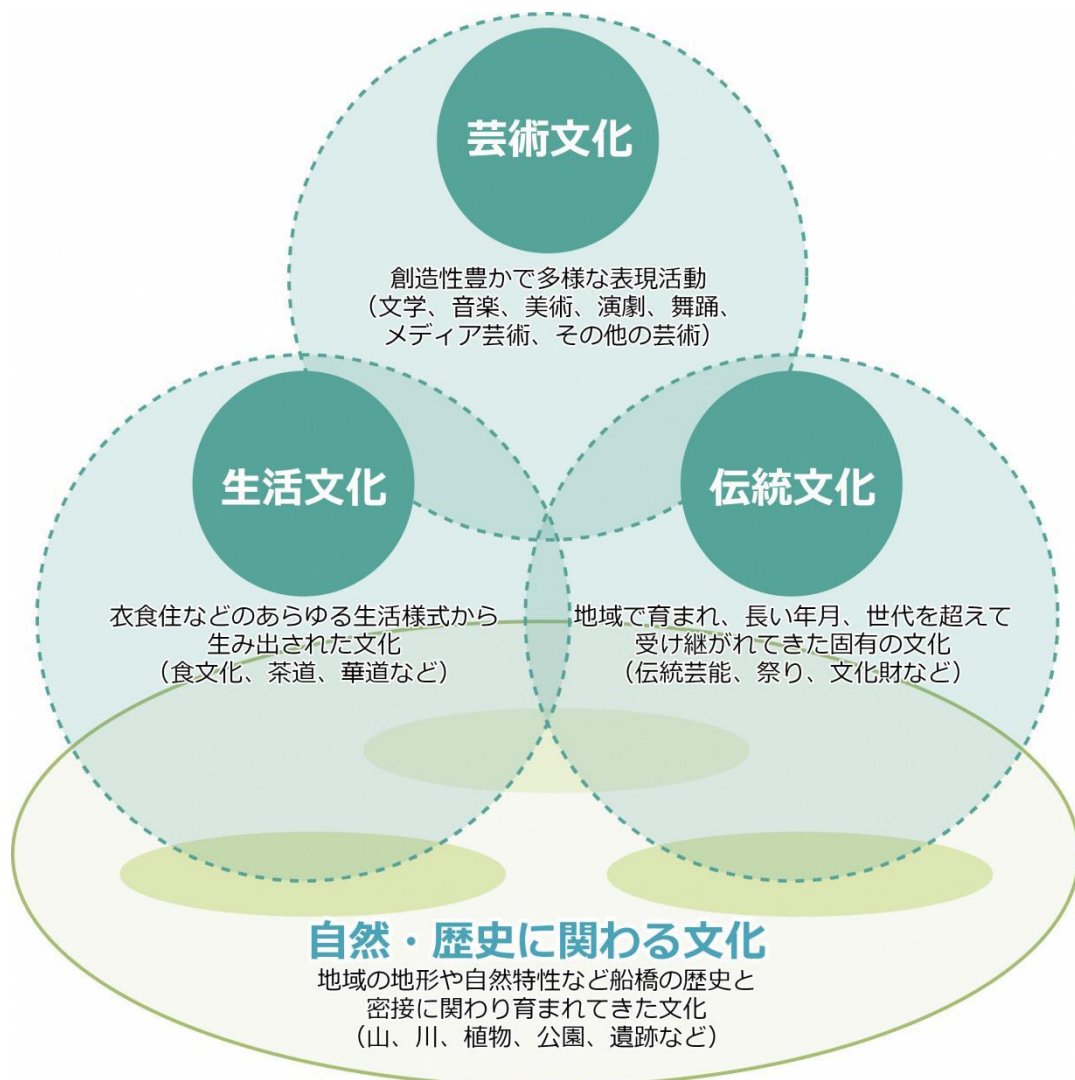 芸術文化
創造性豊かで多様な表現活動
（文学、音楽、美術、演劇、舞踊、
メディア芸術、その他の芸術）
生活文化
衣食住などのあらゆる生活様式から
生み出された文化
（食文化、茶道、華道など）
伝統文化
地域で育まれ、長い年月、世代を超えて
受け継がれてきた固有の文化
（伝統芸能、祭り、文化財など）
自然・歴史に関わる文化
地域の地形や自然特性など船橋の歴史と
密接に関わり育まれてきた文化
（山、川、植物、公園、遺跡など）